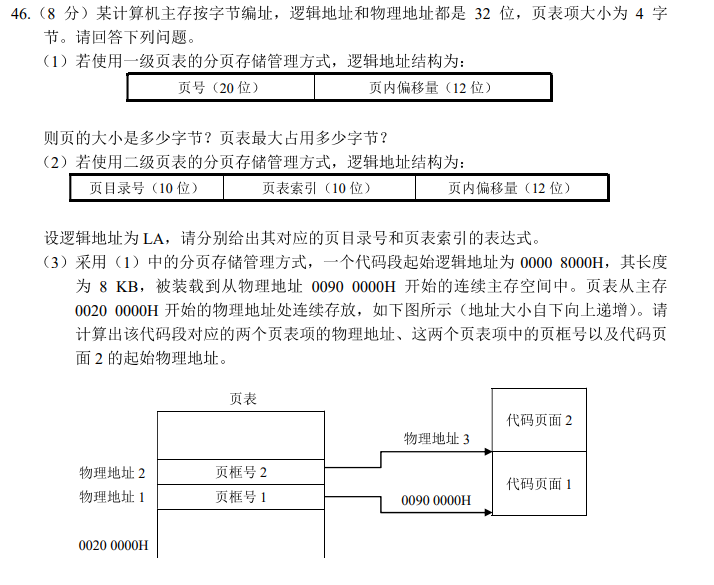 46.（8 分）某计算机主存按字节编址，逻辑地址和物理地址都是 32 位，页表项大小为 4 字
节。请回答下列问题。
（1）若使用一级页表的分页存储管理方式，逻辑地址结构为：
页号（20 位） 页内偏移量（12 位）
则页的大小是多少字节？页表最大占用多少字节？
（2）若使用二级页表的分页存储管理方式，逻辑地址结构为：
页目录号（10 位） 页表索引（10 位） 页内偏移量（12 位）
设逻辑地址为 LA，请分别给出其对应的页目录号和页表索引的表达式。
（3）采用（1）中的分页存储管理方式，一个代码段起始逻辑地址为 0000 8000H，其长度
为 8 KB，被装载到从物理地址 0090 0000H 开始的连续主存空间中。页表从主存
0020 0000H 开始的物理地址处连续存放，如下图所示（地址大小自下向上递增）。请
计算出该代码段对应的两个页表项的物理地址、这两个页表项中的页框号以及代码页
面 2 的起始物理地址。
页表
代码页面 2
物理地址 3
物理地址 2 页框号 2
代码页面 1
物理地址 1 页框号 1
0090 0000H
0020 0000H